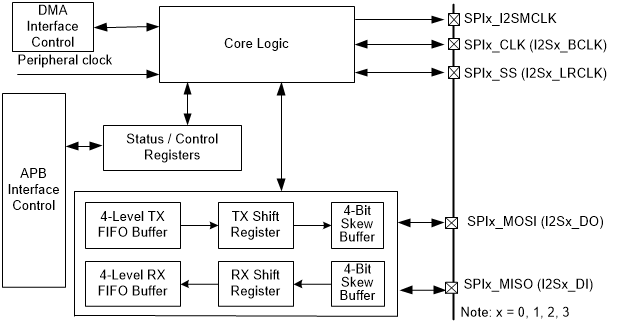 DMA
Interface
Control
Core Logic
SPIx_I2SMCLK
SPIx_CLK (I2Sx_BCLK)
Peripheral clock
SPIx_SS (I2Sx_LRCLK)
Status / Control
Registers
APB
Interface
Control
4-Level TX
FIFO Buffer
TX Shift
Register
4-Bit
Skew
Buffer
SPIx_MOSI (I2Sx_DO)
4-Level RX
FIFO Buffer
RX Shift
Register
4-Bit
Skew
Buffer
SPIx_MISO (I2Sx_DI)
Note: x = 0, 1, 2, 3